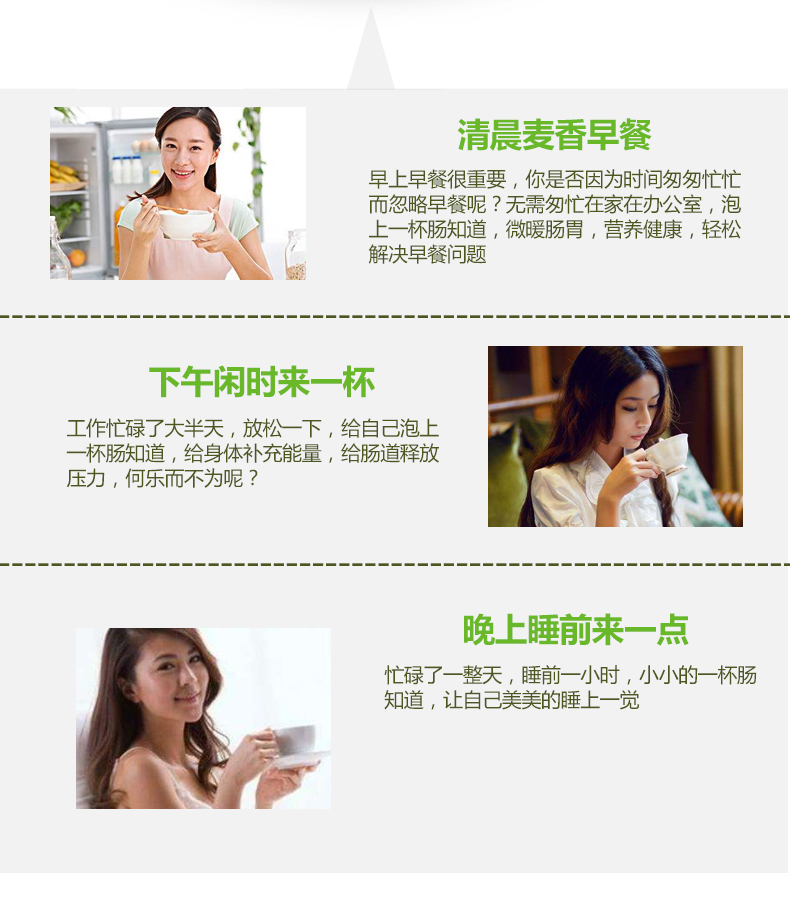 清晨麦香早餐
早上早餐很重要，你是否因为时间匆匆忙忙
而忽略早餐呢？无需匆忙在家在办公室，泡
上一杯肠知道，微暖肠胃，营养健康，轻松
解决早餐问题
下午闲时来一杯
工作忙碌了大半天，放松一下，给自己泡上
一杯肠知道，给身体补充能量，给肠道释放
压力，何乐而不为呢？
晚上睡前来一点
忙碌了一整天，睡前一小时，小小的一杯肠
知道，让自己美美的睡上一觉